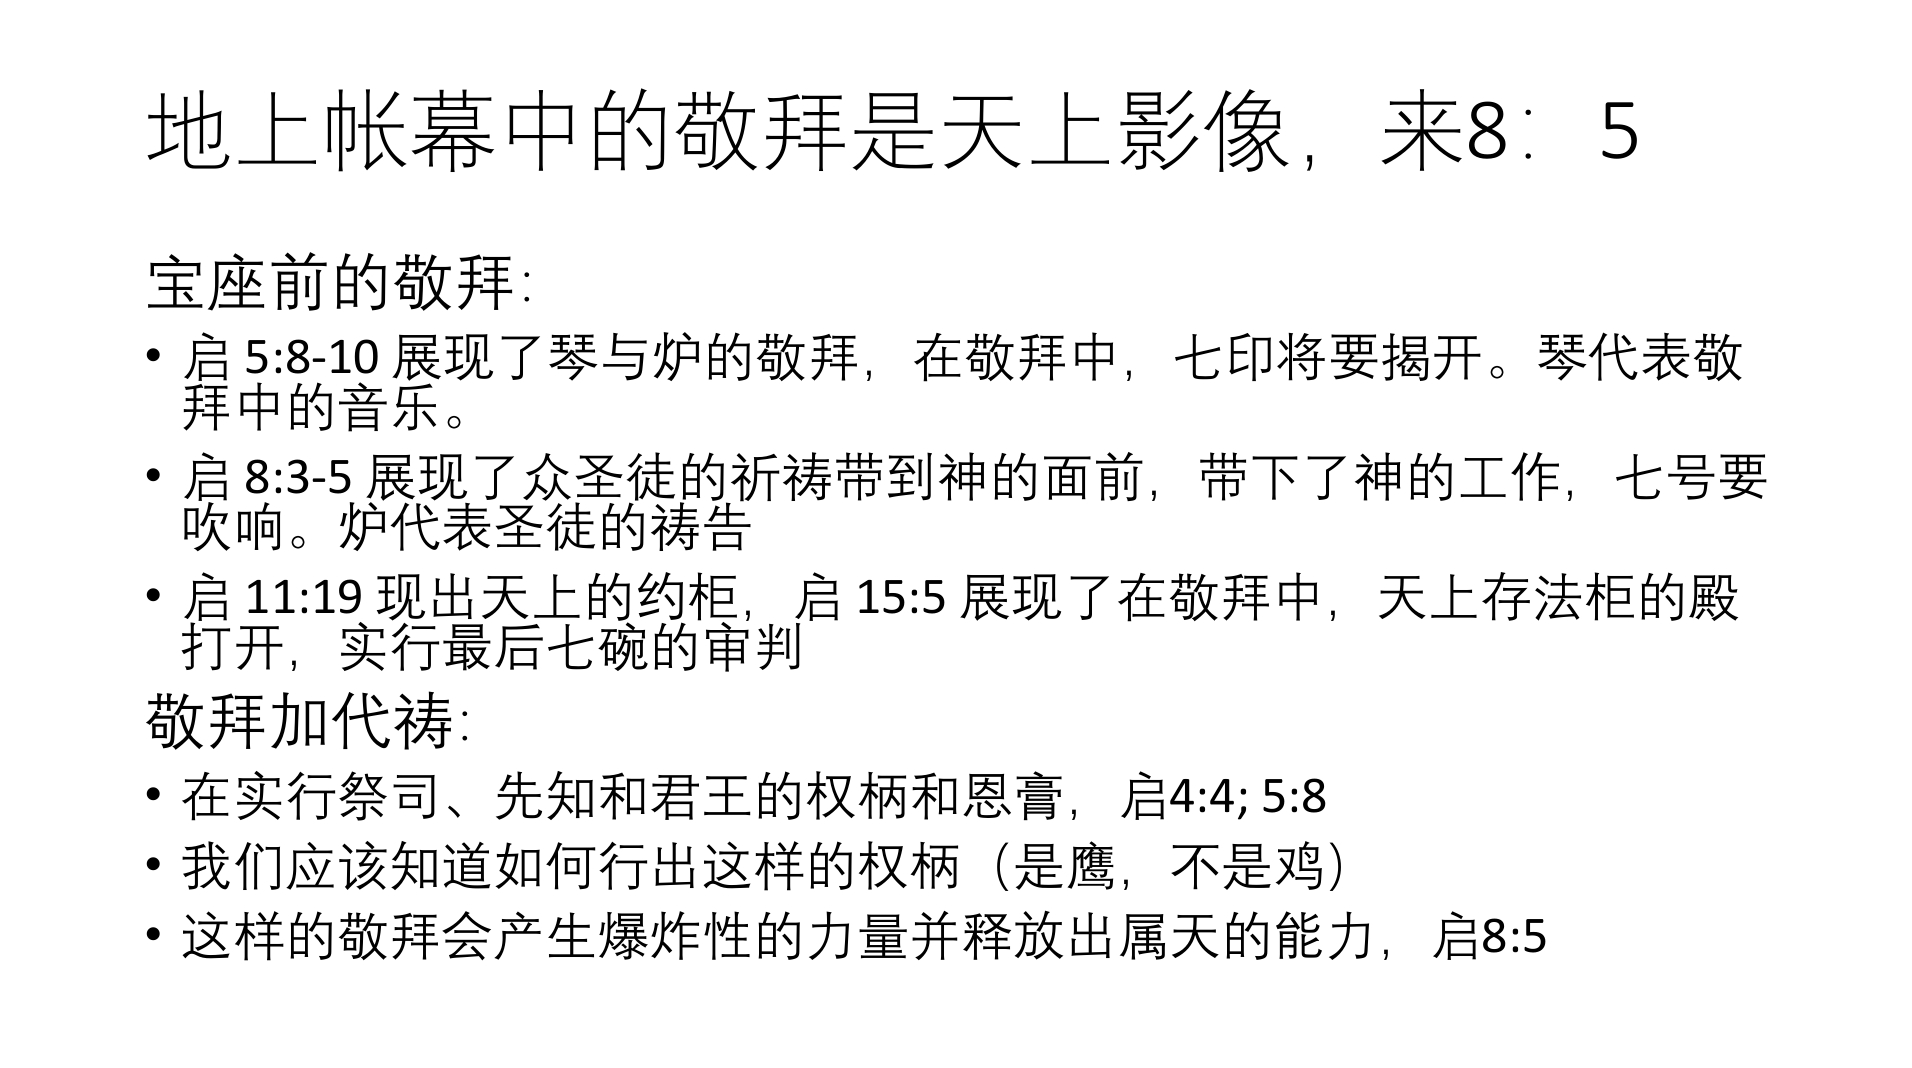 地上帐幕中的敬拜是天上影像，来8：5
宝座前的敬拜：
• 启 5:8-10 展现了琴与炉的敬拜，在敬拜中，七印将要揭开。琴代表敬
拜中的音乐。
• 启 8:3-5 展现了众圣徒的祈祷带到神的面前，带下了神的工作，七号要
吹响。炉代表圣徒的祷告
• 启 11:19 现出天上的约柜，启 15:5 展现了在敬拜中，天上存法柜的殿
打开，实行最后七碗的审判
敬拜加代祷：
• 在实行祭司、先知和君王的权柄和恩膏，启4:4; 5:8
• 我们应该知道如何行出这样的权柄（是鹰，不是鸡）
• 这样的敬拜会产生爆炸性的力量并释放出属天的能力，启8:5